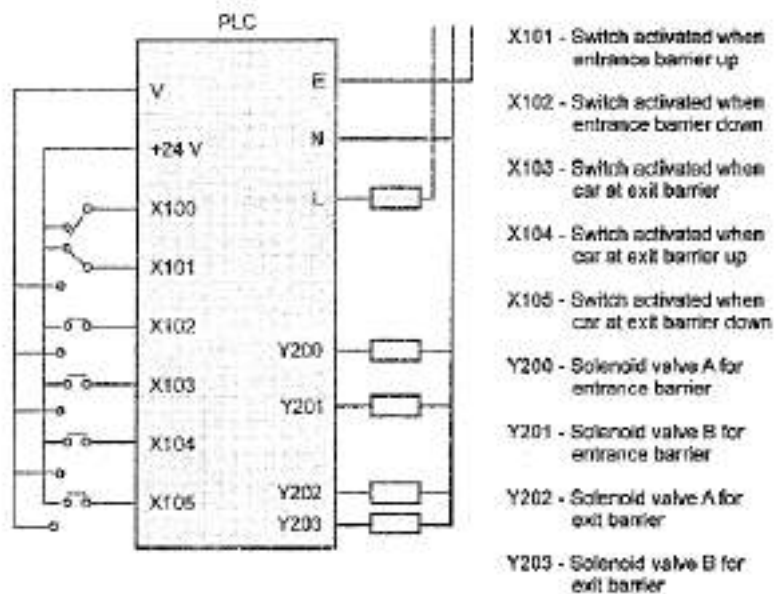 PLC
V
+24 V
X100
X101
X102
X103
X104
X105
E
N
L
Y200
Y201
Y202
Y203
X101 - Switch activated when
entrance barrier up
X102 - Switch activated when
entrance barrier down
X103 - Switch activated when
car at exit barrier
X104 - Switch activated when
car at exit barrier up
X105 - Switch activated when
car at exit barrier down
Y200 - Solenoid valve A for
entrance barrier
Y201 - Solenoid valve B for
entrance barrier
Y202 - Solenoid valve A for
exit barrier
Y203 - Solenoid valve B for
exit barrier